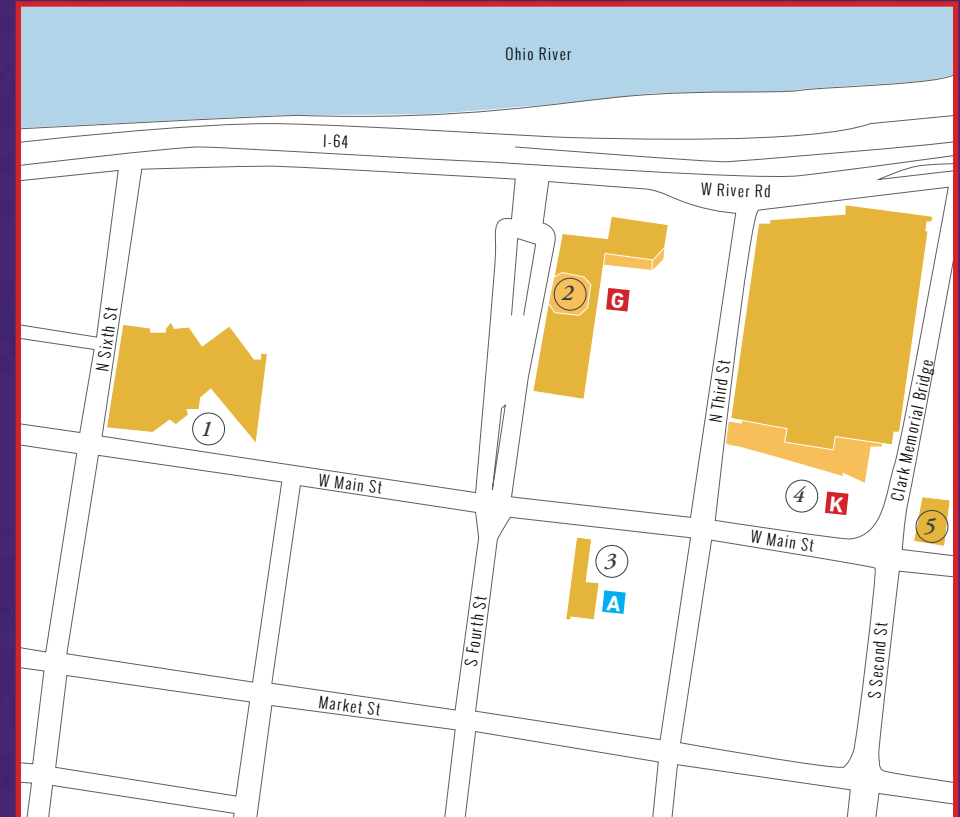 Ohio River
I-64
W River Rd
2
G
N Sixth St
N Third St
Clark Memorial Bridge
1
W Main St
4
K
5
W Main St
3
A
S Fourth St
S Second St
Market St